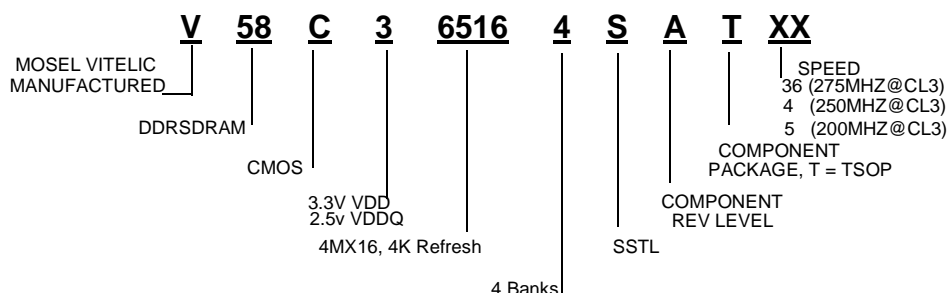 V 58 C 3 6516 4 S A T XX
MOSEL VITELIC
MANUFACTURED
SPEED
36 (275MHZ@CL3)
4 (250MHZ@CL3)
5 (200MHZ@CL3)
DDRSDRAM
COMPONENT
PACKAGE, T = TSOP
CMOS
3.3V VDD
2.5v VDDQ
COMPONENT
REV LEVEL
4MX16, 4K Refresh
SSTL
4 Banks